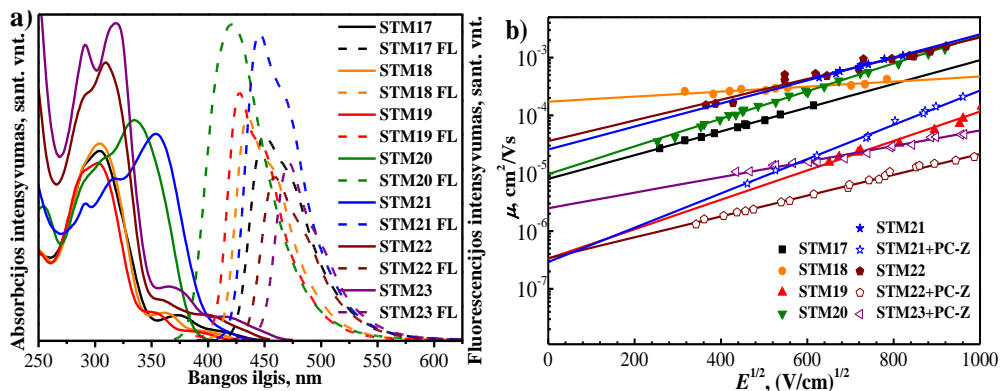 a)
Absorbcijos intensyvumas, sant. vnt.
STM17
STM17 FL
STM18
STM18 FL
STM19
STM19 FL
STM20
STM20 FL
STM21
STM21 FL
STM22
STM22 FL
STM23
STM23 FL
250 300 350 400 450 500 550 600
Bangos ilgis, nm
Fluorescencijos intensyvumas, sant. vnt.
b)
μ, cm²/Vs
10⁻³
10⁻⁴
10⁻⁵
10⁻⁶
10⁻⁷
STM17
STM18
STM19
STM20
STM21
STM21+PC-Z
STM22
STM22+PC-Z
STM23+PC-Z
0 200 400 600 800 1000
E^1/2, (V/cm)^1/2